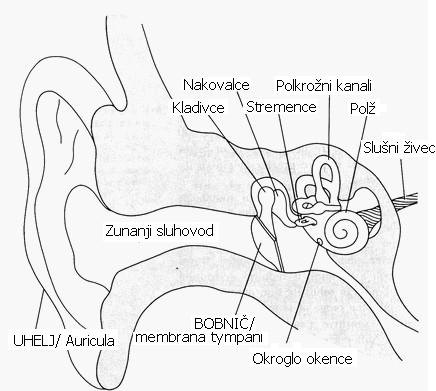 Nakovalce
Polkrožni kanali
Kladivce
Stremence
Polž
Slušni živec
Zunanji sluhovod
BOBNIČ/
membrana tympani
UHELJ/ Auricula
Okroglo okence